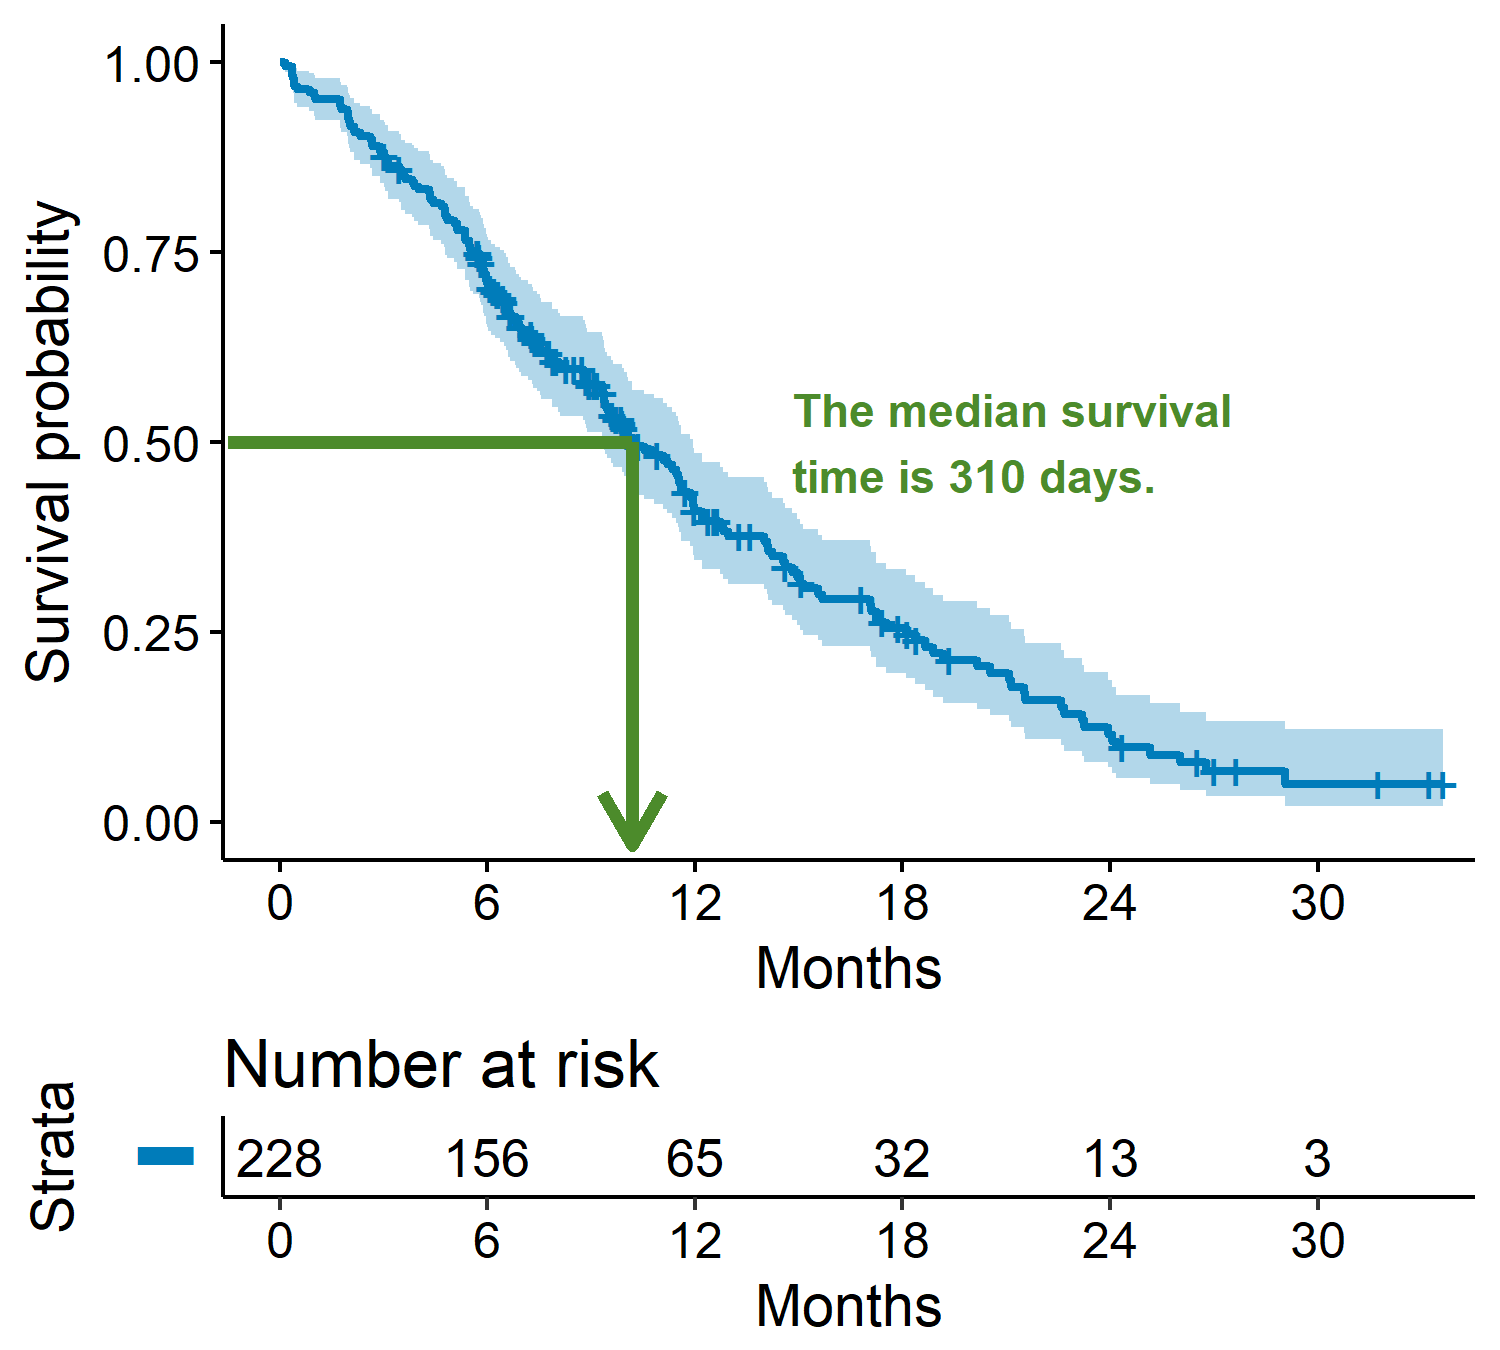 1.00
0.75
0.50
0.25
0.00
Survival probability
The median survival
time is 310 days.
0 6 12 18 24 30
Months
Number at risk
Strata
228 156 65 32 13 3
0 6 12 18 24 30
Months